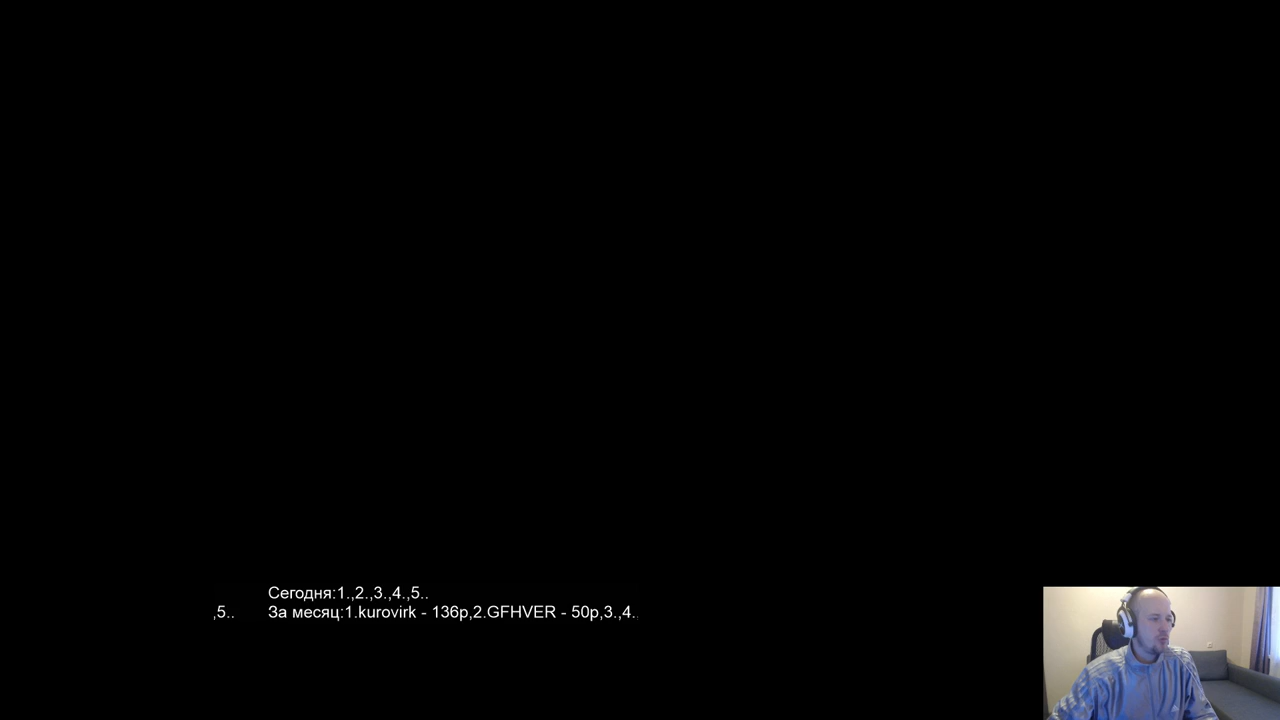 Сегодня:1.,2.,3.,4.,5..
,5.. За месяц:1.kurovirk - 136р,2.GFHVER - 50р,3.,4.